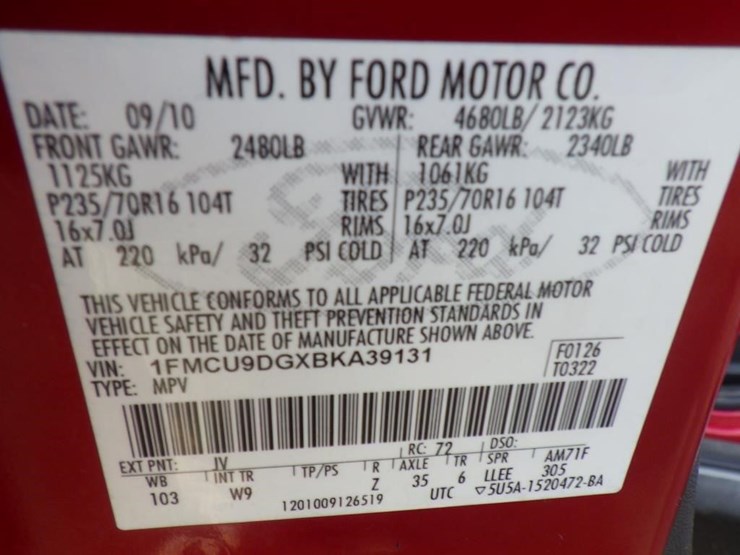 MFD. BY FORD MOTOR CO.
DATE: 09/10 GVWR: 4680LB/ 2123KG
FRONT GAWR: 2480LB REAR GAWR: 2340LB
1125KG WITH 1061KG WITH
P235/70R16 104T TIRES P235/70R16 104T TIRES
16x7.0J RIMS 16x7.0J RIMS
AT 220 kPa/ 32 PSI COLD AT 220 kPa/ 32 PSI COLD
THIS VEHICLE CONFORMS TO ALL APPLICABLE FEDERAL MOTOR
VEHICLE SAFETY AND THEFT PREVENTION STANDARDS IN
EFFECT ON THE DATE OF MANUFACTURE SHOWN ABOVE.
VIN: 1FMCU9DGXBKA39131 F0126
TYPE: MPV T0322
EXT PNT: JV RC: 72 DSO:
WB INT TR TP/PS R AXLE TR SPR AM71F
103 W9 Z 35 6 LLEE 305
1201009126519 UTC ▽5U5A-1520472-BA